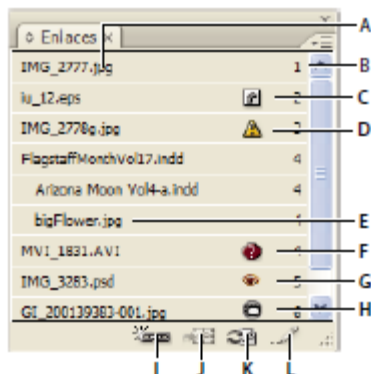 Enlaces
A
IMG_2777.jpg 1 B
iu_12.eps 2 C
IMG_2778g.jpg 3 D
FlagstaffMonthVol17.indd 4
Arizona Moon Vol4-a.indd 4
bigFlower.jpg 4 E
MVI_1831.AVI 4 F
IMG_3283.psd 5 G
GI_200139383-001.jpg 6 H
I J K L